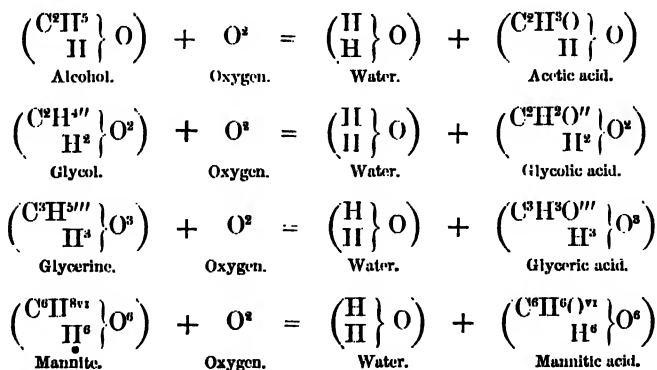 (C²H⁵ H } O) + O² = (H H } O) + (C²H³O H } O)
Alcohol. Oxygen. Water. Acetic acid.
(C²H⁴″ H² } O²) + O² = (H H } O) + (C²H²O″ H² } O²)
Glycol. Oxygen. Water. Glycolic acid.
(C³H⁵‴ H³ } O³) + O² = (H H } O) + (C³H³O‴ H³ } O³)
Glycerine. Oxygen. Water. Glyceric acid.
(C⁶H⁸ᵛᴵ H⁶ } O⁶) + O² = (H H } O) + (C⁶H⁶Oᵛᴵ H⁶ } O⁶)
Mannite. Oxygen. Water. Mannitic acid.